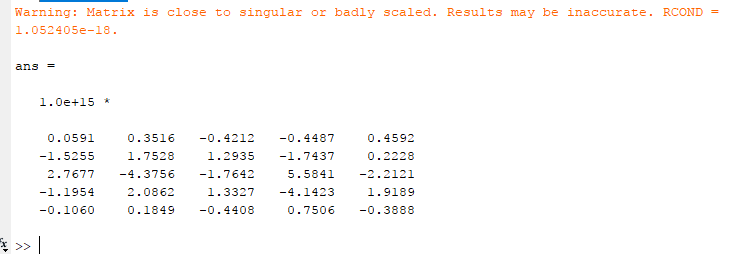 Warning: Matrix is close to singular or badly scaled. Results may be inaccurate. RCOND =
1.052405e-18.
ans =
1.0e+15 *
0.0591 0.3516 -0.4212 -0.4487 0.4592
-1.5255 1.7528 1.2935 -1.7437 0.2228
2.7677 -4.3756 -1.7642 5.5841 -2.2121
-1.1954 2.0862 1.3327 -4.1423 1.9189
-0.1060 0.1849 -0.4408 0.7506 -0.3888
fx >>